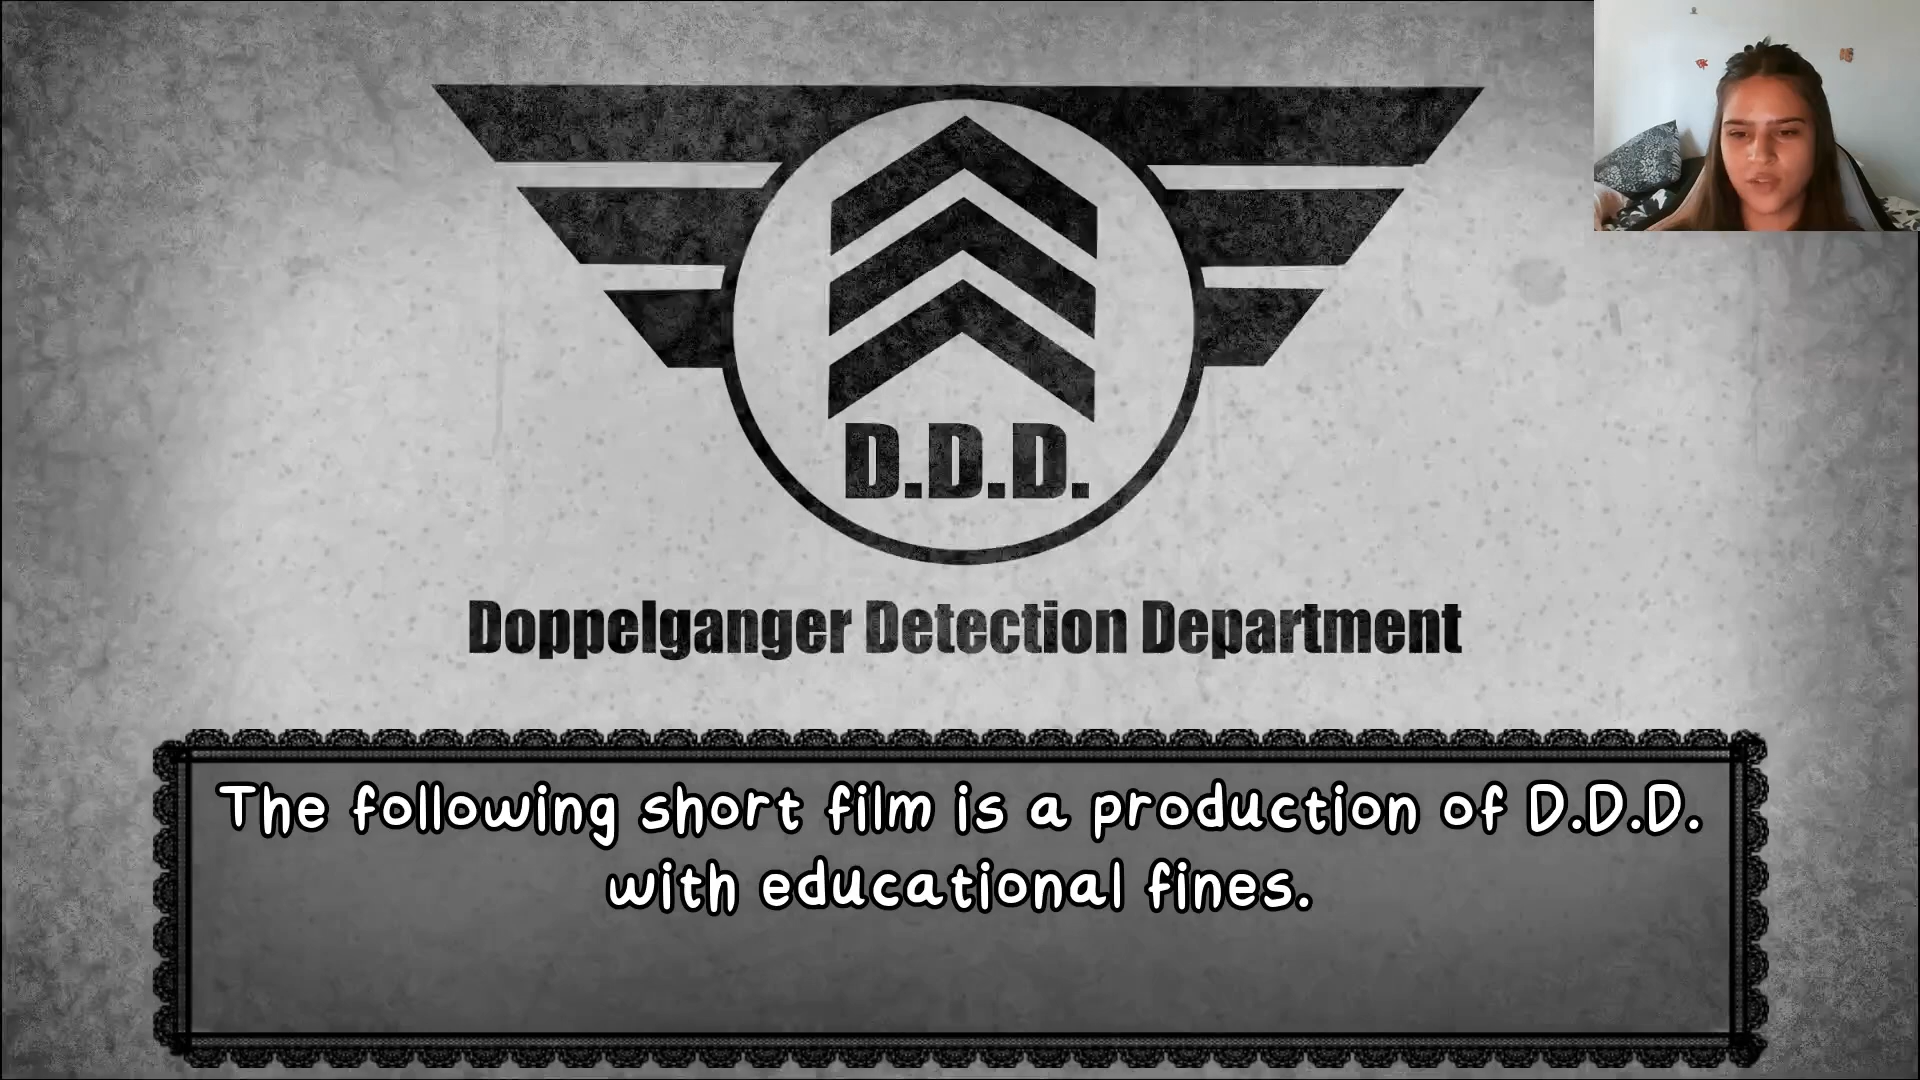 D.D.D.
Doppelganger Detection Department
The following short film is a production of D.D.D.
with educational fines.